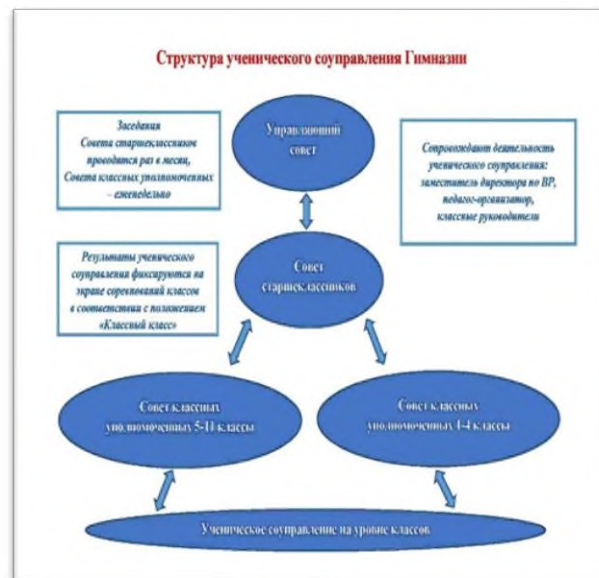 Структура ученического соуправления Гимназии
Заседания
Совета старшеклассников
проводятся раз в месяц,
Совета классных уполномоченных
– еженедельно
Управляющий
совет
Сопровождают деятельность
ученического соуправления:
заместитель директора по ВР,
педагог-организатор,
классные руководители
Результаты ученического
соуправления фиксируются на
экране соревнований классов
в соответствии с положением
«Классный класс»
Совет
старшеклассников
Совет классных
уполномоченных 5-11 классы
Совет классных
уполномоченных 1-4 классы
Ученическое соуправление на уровне классов